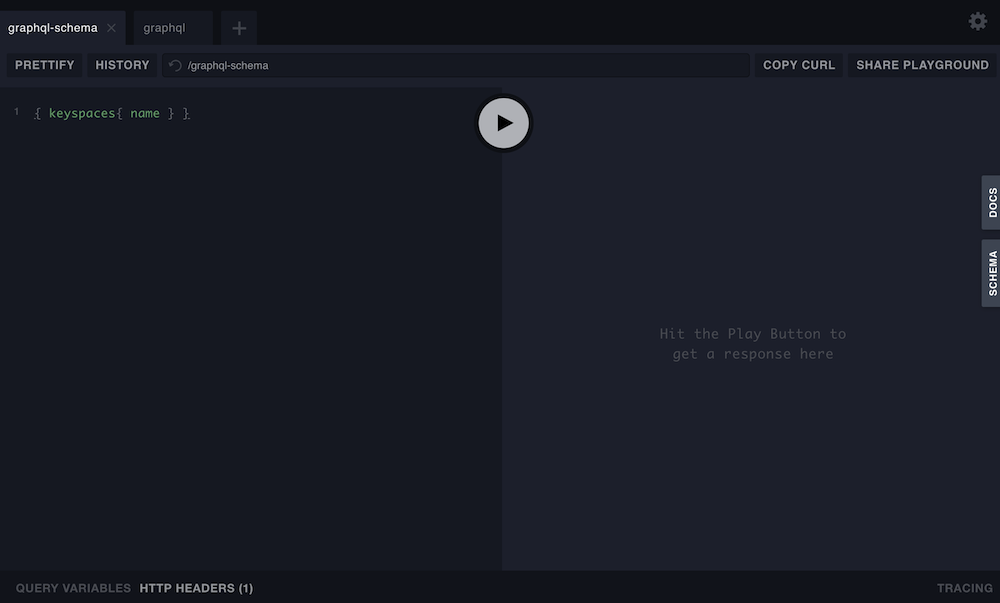 graphql-schema
graphql
PRETTIFY
HISTORY
/graphql-schema
COPY CURL
SHARE PLAYGROUND
1 { keyspaces{ name } }
DOCS
SCHEMA
Hit the Play Button to
get a response here
QUERY VARIABLES
HTTP HEADERS (1)
TRACING